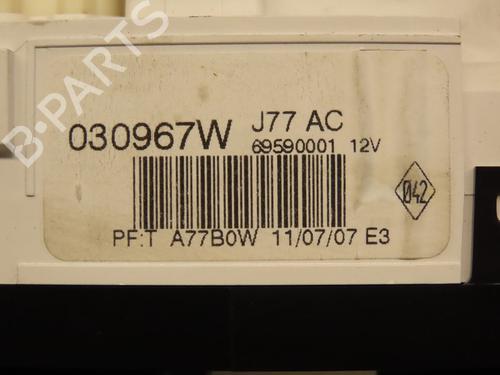 B-PARTS
030967W J77 AC
69590001 12V
042
PF:T A77B0W 11/07/07 E3